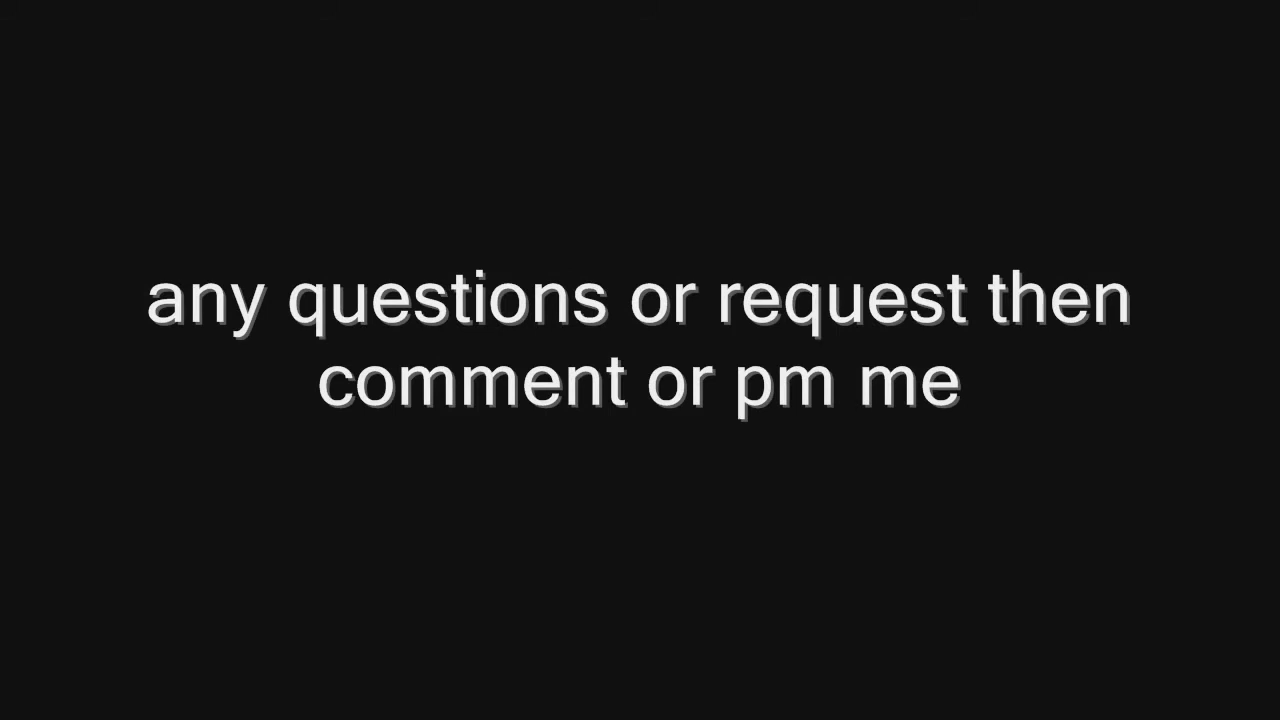 any questions or request then
comment or pm me